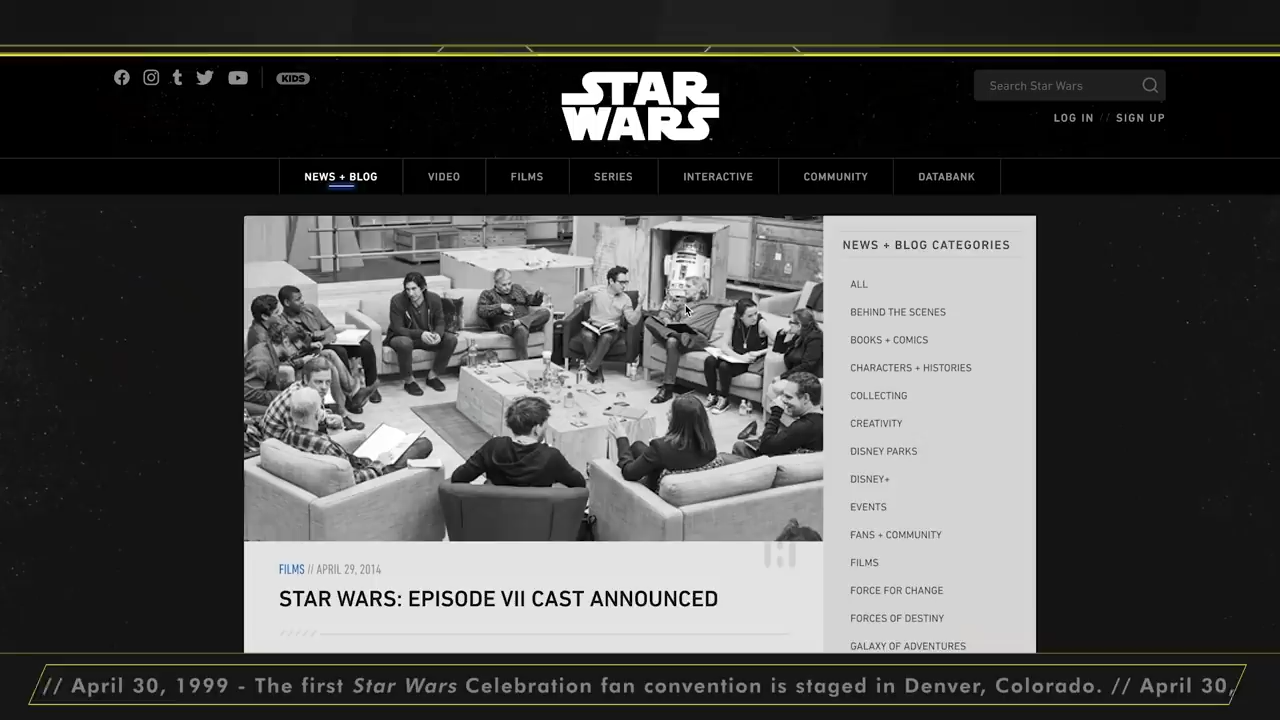 KIDS
STAR
WARS
Search Star Wars
LOG IN // SIGN UP
NEWS + BLOG
VIDEO
FILMS
SERIES
INTERACTIVE
COMMUNITY
DATABANK
NEWS + BLOG CATEGORIES
ALL
BEHIND THE SCENES
BOOKS + COMICS
CHARACTERS + HISTORIES
COLLECTING
CREATIVITY
DISNEY PARKS
DISNEY+
EVENTS
FANS + COMMUNITY
FILMS
FORCE FOR CHANGE
FORCES OF DESTINY
GALAXY OF ADVENTURES
FILMS // APRIL 29, 2014
STAR WARS: EPISODE VII CAST ANNOUNCED
// April 30, 1999 - The first Star Wars Celebration fan convention is staged in Denver, Colorado. // April 30,